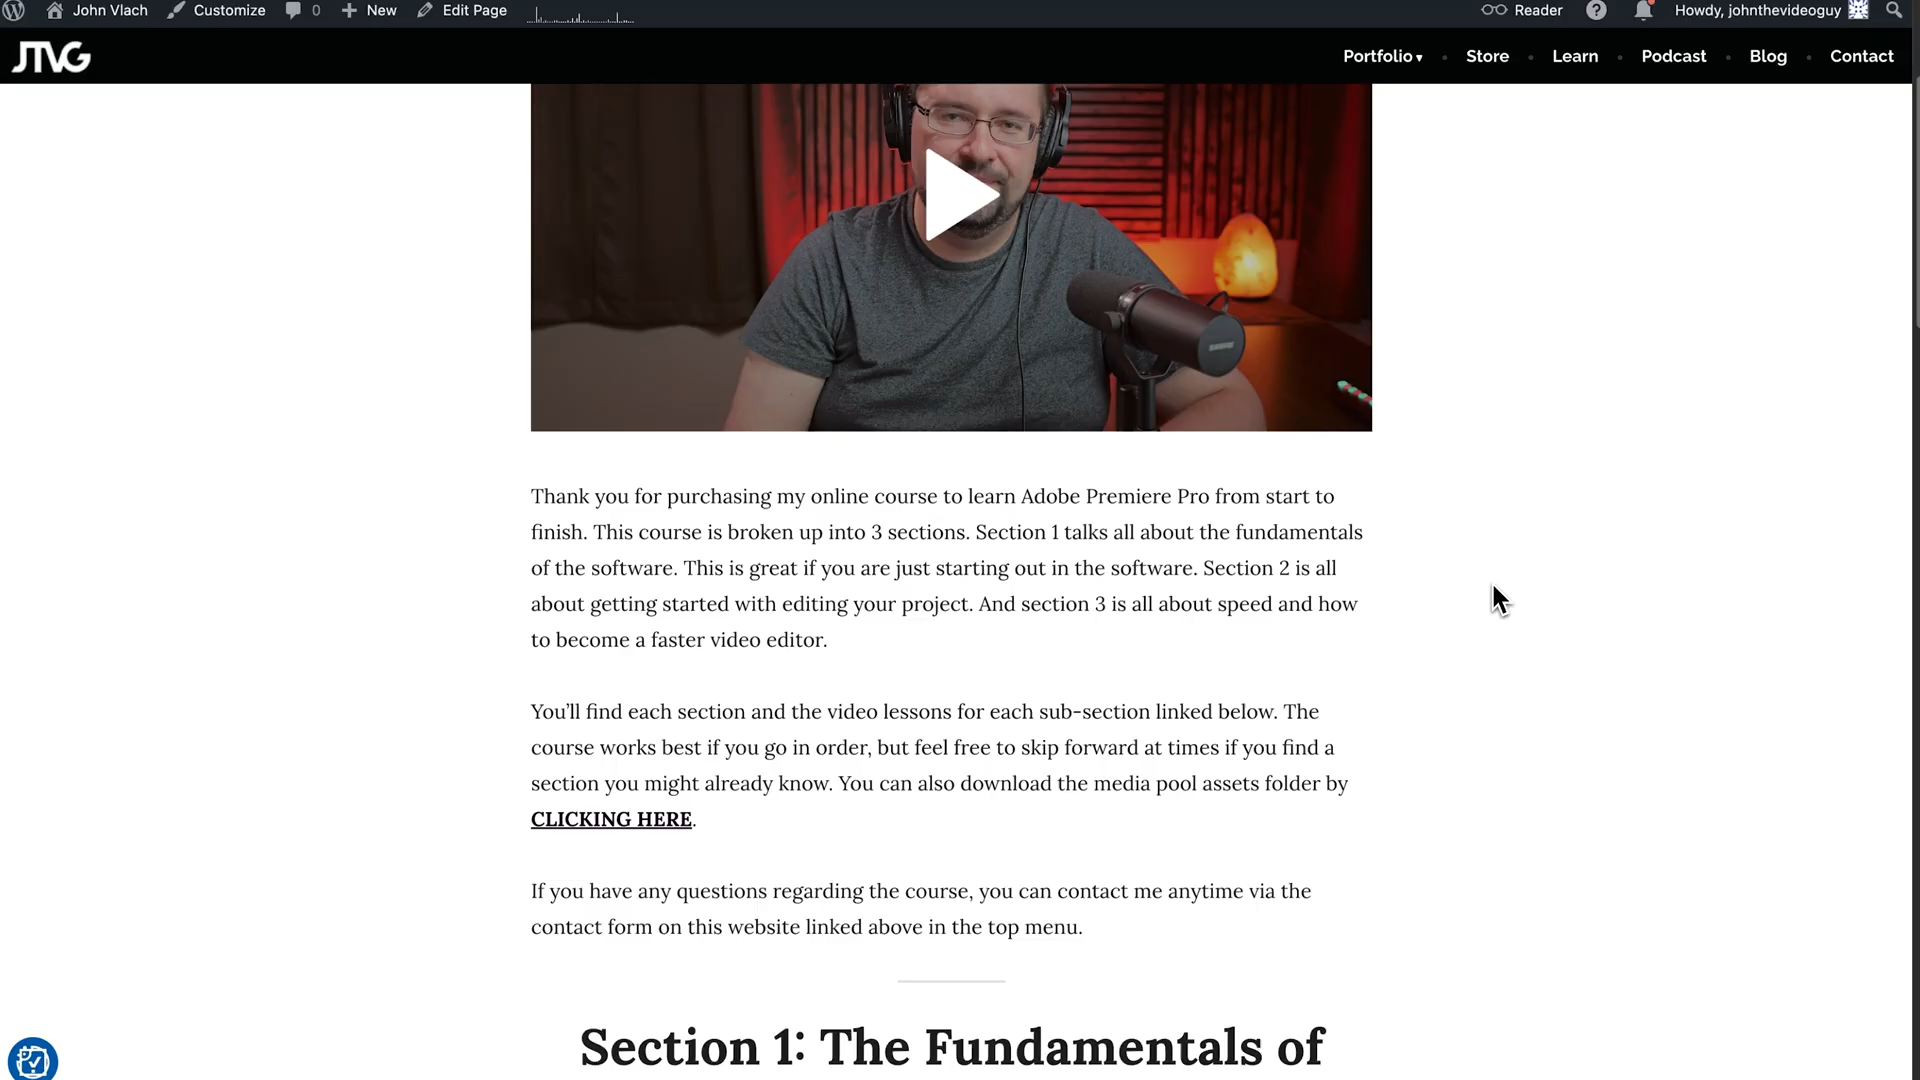 John Vlach
Customize
0
New
Edit Page
Reader
Howdy, johnthevideoguy
JTVG
Portfolio
Store
Learn
Podcast
Blog
Contact
Thank you for purchasing my online course to learn Adobe Premiere Pro from start to
finish. This course is broken up into 3 sections. Section 1 talks all about the fundamentals
of the software. This is great if you are just starting out in the software. Section 2 is all
about getting started with editing your project. And section 3 is all about speed and how
to become a faster video editor.
You’ll find each section and the video lessons for each sub-section linked below. The
course works best if you go in order, but feel free to skip forward at times if you find a
section you might already know. You can also download the media pool assets folder by
CLICKING HERE.
If you have any questions regarding the course, you can contact me anytime via the
contact form on this website linked above in the top menu.
Section 1: The Fundamentals of